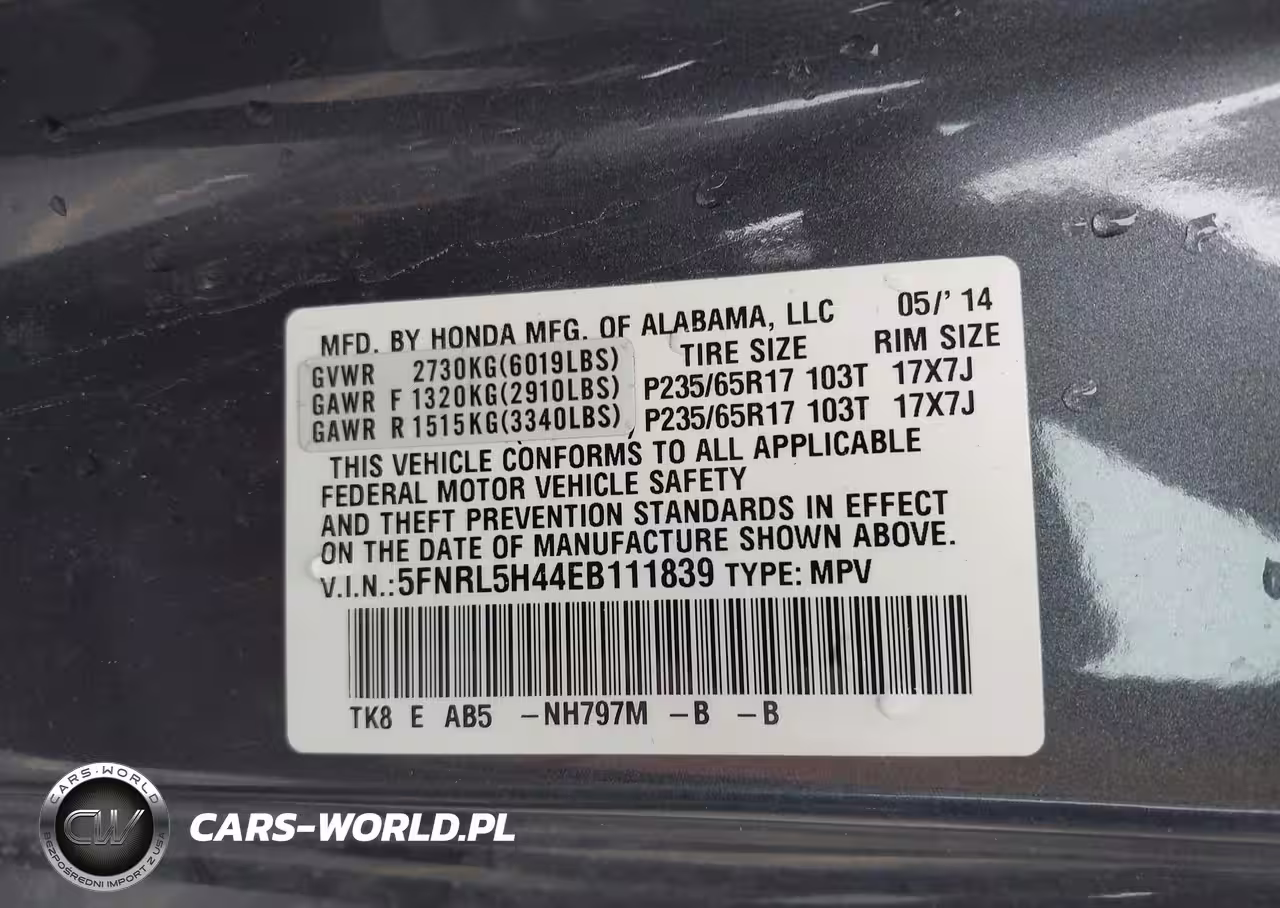 MFD. BY HONDA MFG. OF ALABAMA, LLC 05/' 14
GVWR 2730KG(6019LBS) TIRE SIZE RIM SIZE
GAWR F 1320KG(2910LBS) P235/65R17 103T 17X7J
GAWR R 1515KG(3340LBS) P235/65R17 103T 17X7J
THIS VEHICLE CONFORMS TO ALL APPLICABLE
FEDERAL MOTOR VEHICLE SAFETY
AND THEFT PREVENTION STANDARDS IN EFFECT
ON THE DATE OF MANUFACTURE SHOWN ABOVE.
V.I.N.: 5FNRL5H44EB111839 TYPE: MPV
TK8 E AB5 -NH797M -B -B
CARS-WORLD
CW
BEZPOŚREDNI IMPORT Z USA
CARS-WORLD.PL